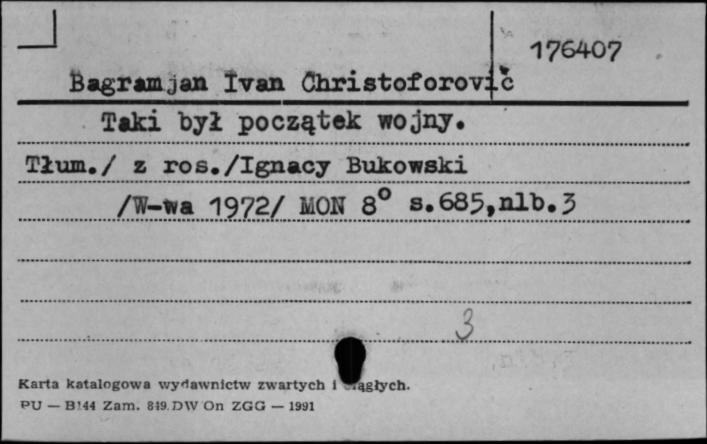 176407
Bagramjan Ivan Christoforovič
Taki był początek wojny.
Tłum./ z ros./Ignacy Bukowski
/W-wa 1972/ MON 8° s.685,nlb.3
3
Karta katalogowa wydawnictw zwartych i ciągłych.
PU — B144 Zam. 849.DW On ZGG — 1991